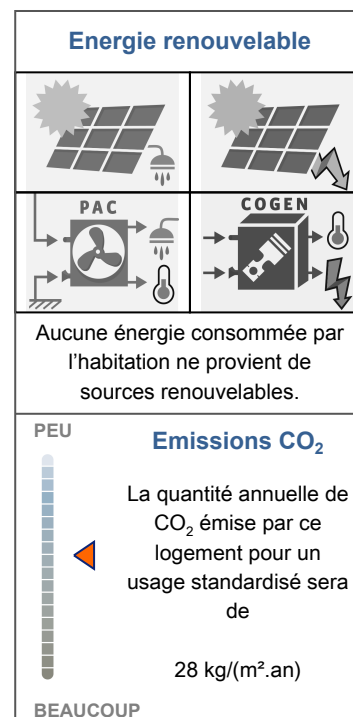 Energie renouvelable
PAC
COGEN
Aucune énergie consommée par
l'habitation ne provient de
sources renouvelables.
PEU
Emissions CO₂
La quantité annuelle de
CO₂ émise par ce
logement pour un
usage standardisé sera
de
28 kg/(m².an)
BEAUCOUP